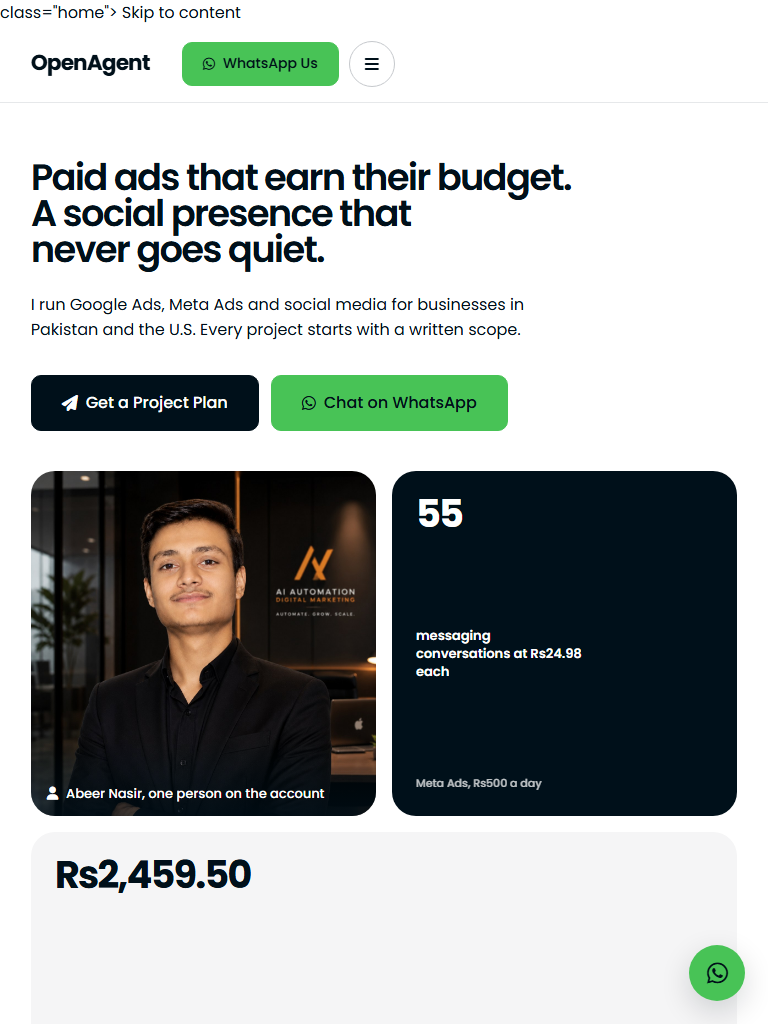 class="home"> Skip to content
OpenAgent
WhatsApp Us
Paid ads that earn their budget.
A social presence that
never goes quiet.
I run Google Ads, Meta Ads and social media for businesses in
Pakistan and the U.S. Every project starts with a written scope.
Get a Project Plan
Chat on WhatsApp
AI AUTOMATION
DIGITAL MARKETING
AUTOMATE. GROW. SCALE.
Abeer Nasir, one person on the account
55
messaging
conversations at Rs24.98
each
Meta Ads, Rs500 a day
Rs2,459.50